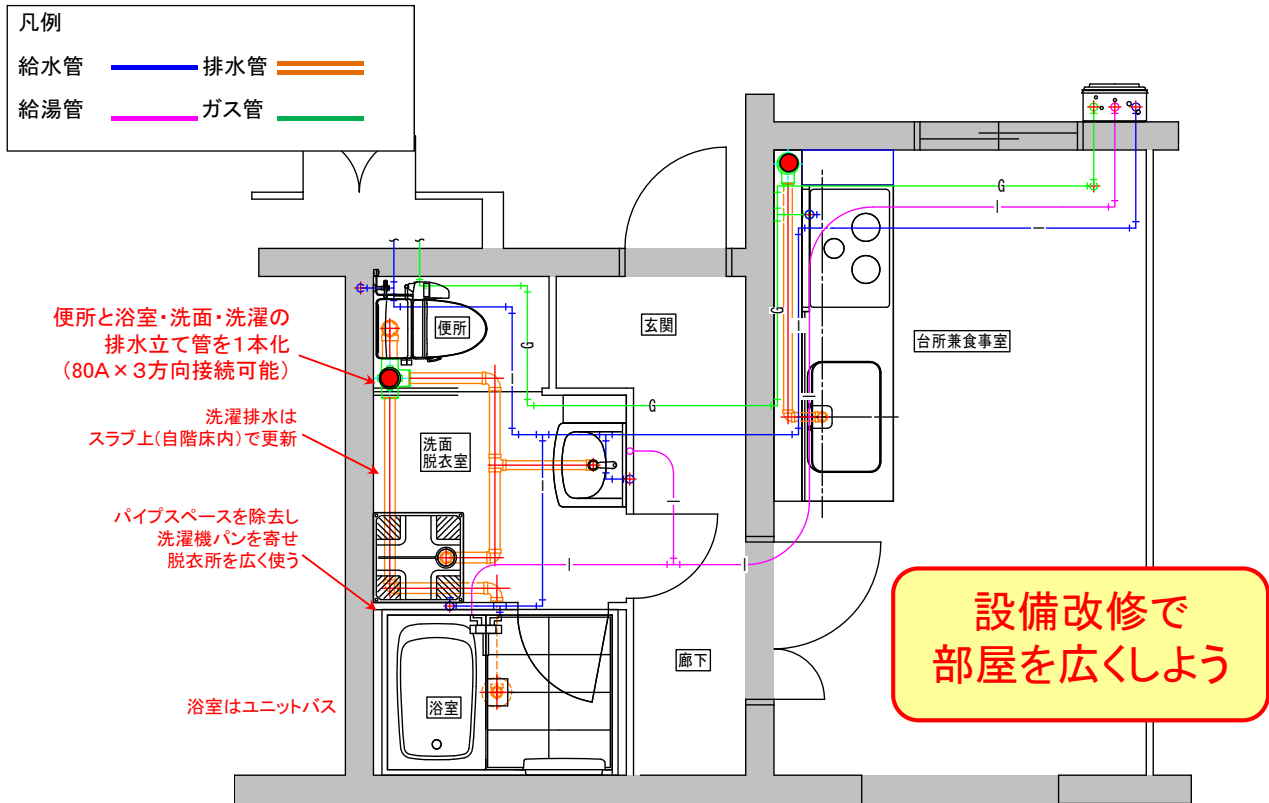 凡例
給水管 排水管
給湯管 ガス管
便所と浴室・洗面・洗濯の
排水立て管を1本化
(80A×3方向接続可能)
洗濯排水は
スラブ上(自階床内)で更新
パイプスペースを除去し
洗濯機パンを寄せ
脱衣所を広く使う
浴室はユニットバス
便所
玄関
台所兼食事室
洗面
脱衣室
廊下
浴室
G
G
G
G
設備改修で
部屋を広くしよう